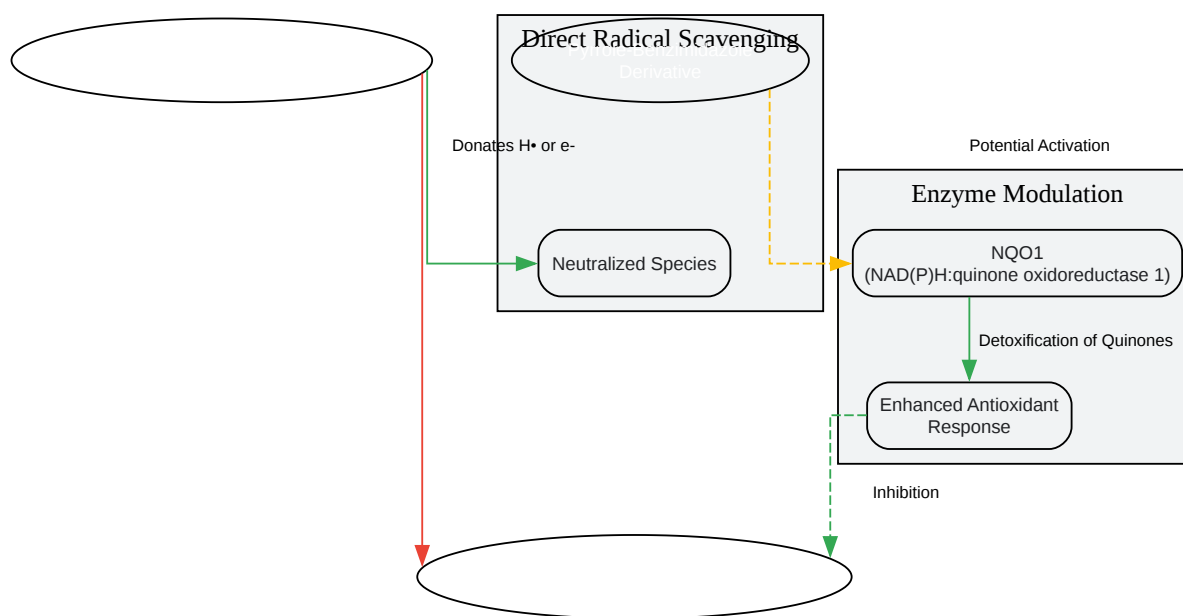 Direct Radical Scavenging
Derivative
Donates H• or e-
Potential Activation
Enzyme Modulation
Neutralized Species
NQO1
(NAD(P)H:quinone oxidoreductase 1)
Detoxification of Quinones
Enhanced Antioxidant
Response
Inhibition